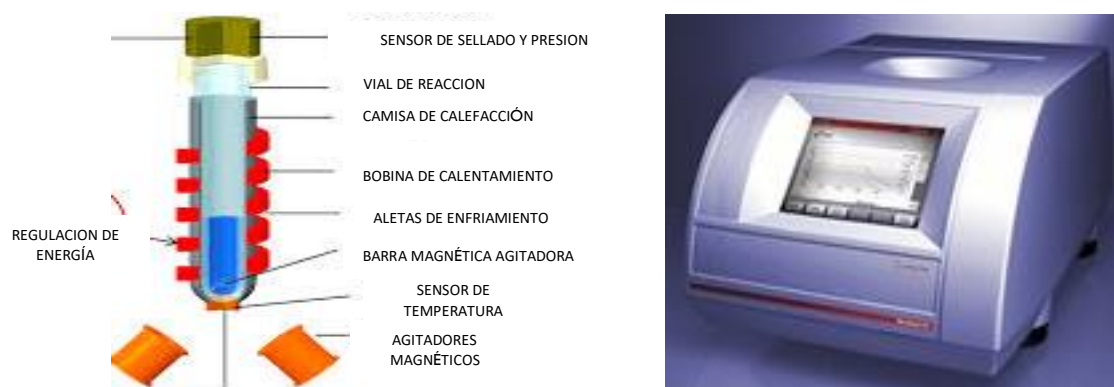 SENSOR DE SELLADO Y PRESION
VIAL DE REACCION
CAMISA DE CALEFACCIÓN
BOBINA DE CALENTAMIENTO
ALETAS DE ENFRIAMIENTO
REGULACION DE
ENERGÍA
BARRA MAGNÉTICA AGITADORA
SENSOR DE
TEMPERATURA
AGITADORES
MAGNÉTICOS